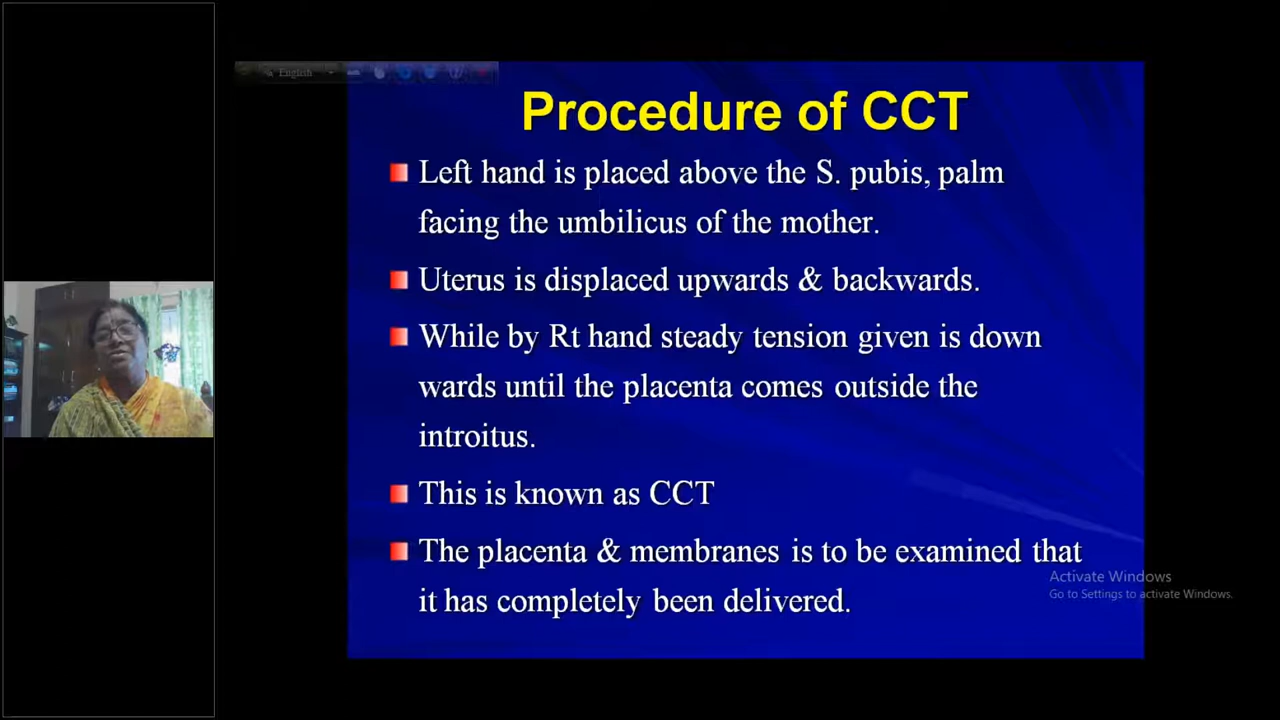 English
Procedure of CCT
Left hand is placed above the S. pubis, palm
facing the umbilicus of the mother.
Uterus is displaced upwards & backwards.
While by Rt hand steady tension given is down
wards until the placenta comes outside the
introitus.
This is known as CCT
The placenta & membranes is to be examined that
it has completely been delivered.
Activate Windows
Go to Settings to activate Windows.